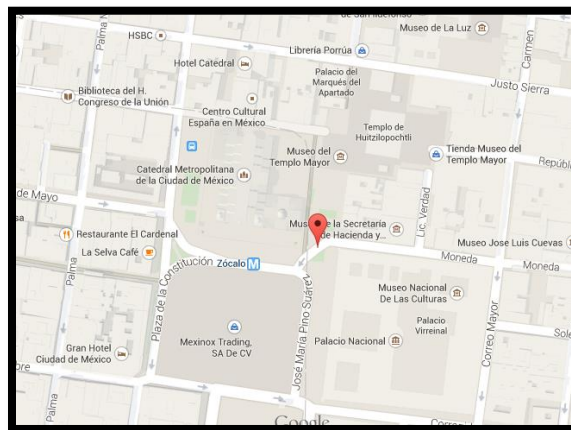 de San Ildefonso
Museo de La Luz
HSBC
Palma
Librería Porrúa
Carmen
Hotel Catedral
Palacio del
Marqués del
Apartado
Justo Sierra
Biblioteca del H.
Congreso de la Unión
Centro Cultural
España en México
Templo de
Huitzilopochtli
Museo del
Templo Mayor
Tienda Museo del
Templo Mayor
Catedral Metropolitana
de la Ciudad de México
de Mayo
Lic. Verdad
Restaurante El Cardenal
La Selva Café
de la Secretaria
de Hacienda y...
Museo Jose Luis Cuevas
Moneda
Moneda
Zócalo
Plaza de la Constitución
Palma
José María Pino Suárez
Museo Nacional
De Las Culturas
Palacio
Virreinal
Correo Mayor
Mexinox Trading,
SA De CV
Palacio Nacional
Gran Hotel
Ciudad de México
Palma
Google